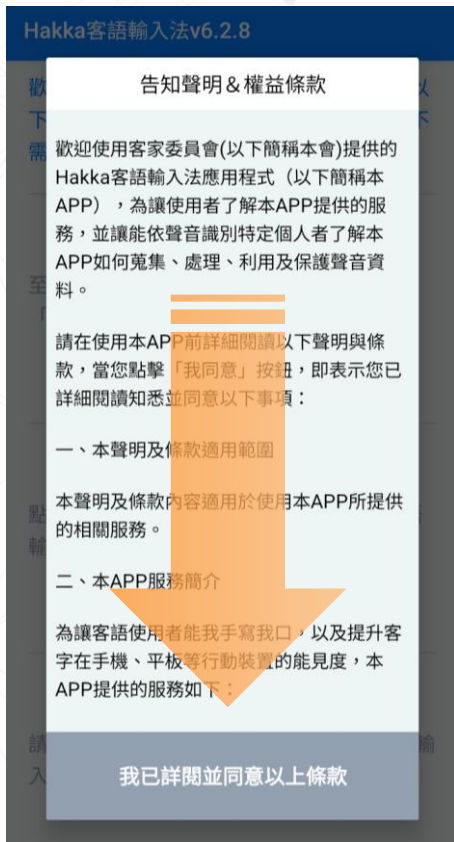 Hakka客語輸入法v6.2.8
告知聲明＆權益條款
歡迎使用客家委員會(以下簡稱本會)提供的
Hakka客語輸入法應用程式（以下簡稱本
APP），為讓使用者了解本APP提供的服
務，並讓能依聲音識別特定個人者了解本
APP如何蒐集、處理、利用及保護聲音資
料。
請在使用本APP前詳細閱讀以下聲明與條
款，當您點擊「我同意」按鈕，即表示您已
詳細閱讀知悉並同意以下事項：
一、本聲明及條款適用範圍
本聲明及條款內容適用於使用本APP所提供
的相關服務。
二、本APP服務簡介
為讓客語使用者能我手寫我口，以及提升客
字在手機、平板等行動裝置的能見度，本
APP提供的服務如下：
我已詳閱並同意以上條款